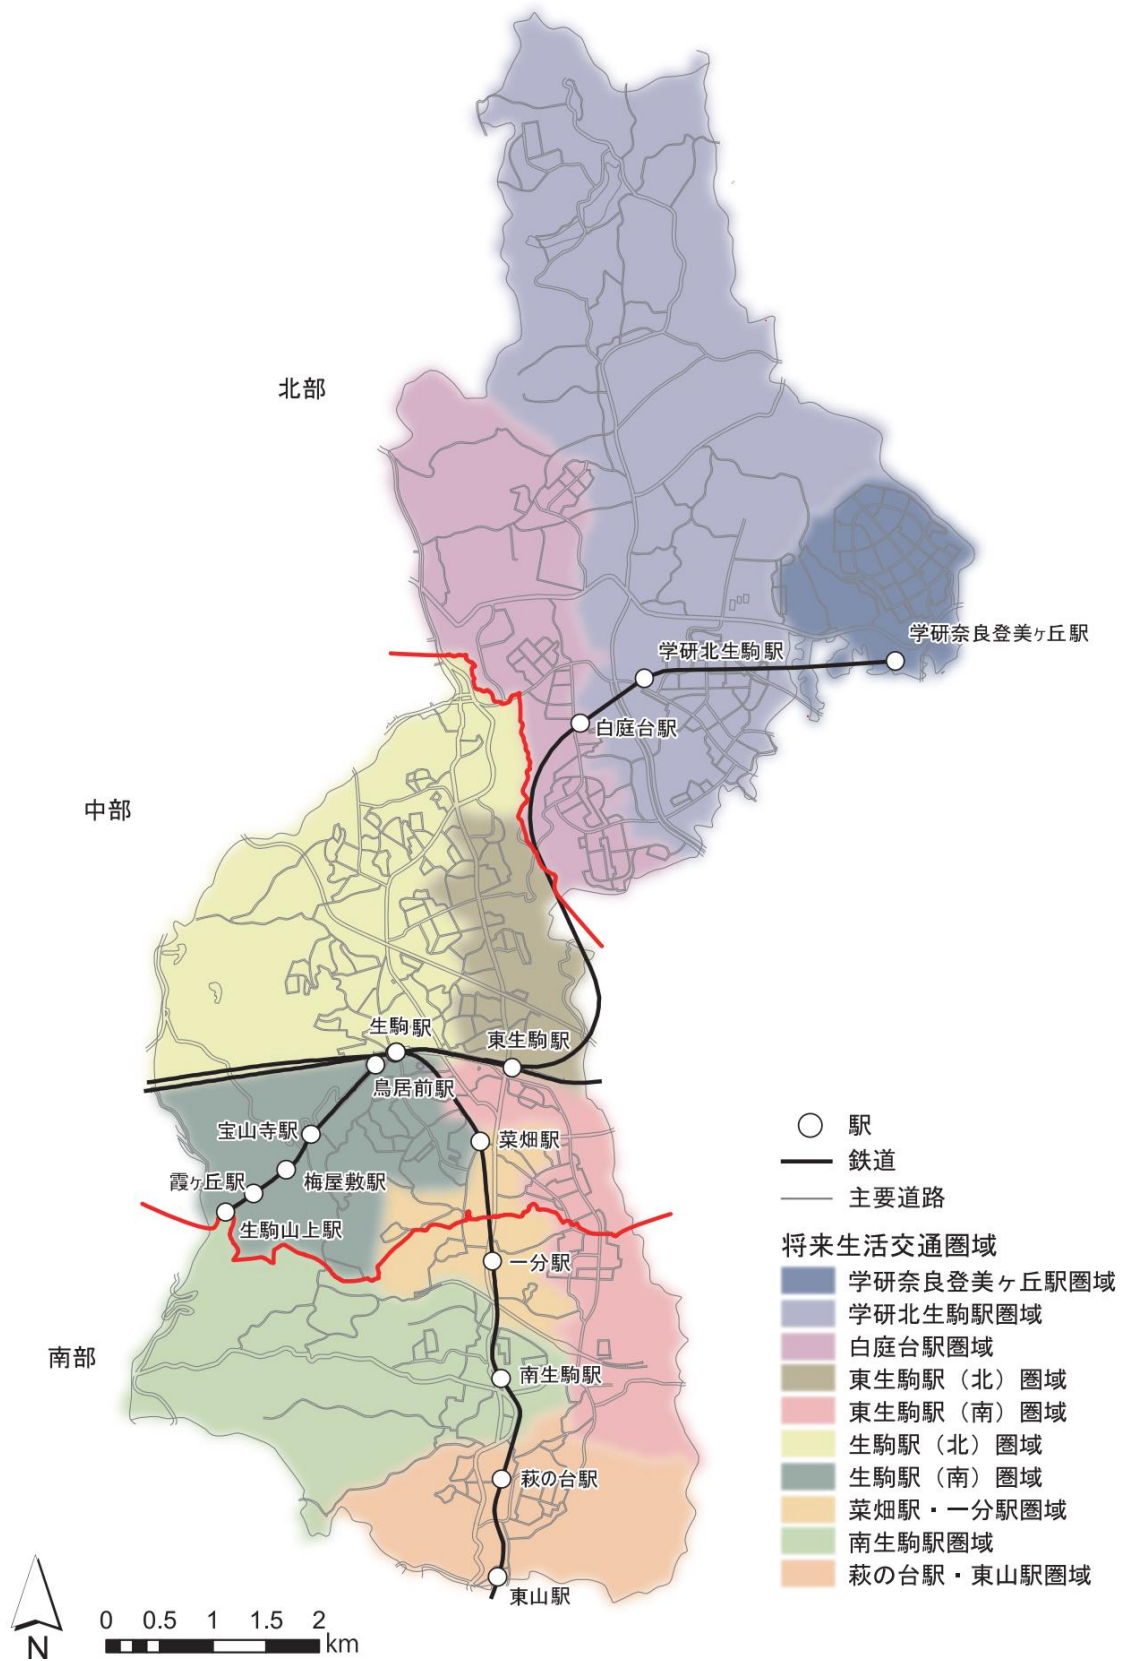 北部
学研奈良登美ヶ丘駅
学研北生駒駅
白庭台駅
中部
生駒駅
東生駒駅
鳥居前駅
宝山寺駅
菜畑駅
霞ヶ丘駅
梅屋敷駅
生駒山上駅
一分駅
南部
南生駒駅
萩の台駅
東山駅
駅
鉄道
主要道路
将来生活交通圏域
学研奈良登美ヶ丘駅圏域
学研北生駒駅圏域
白庭台駅圏域
東生駒駅（北）圏域
東生駒駅（南）圏域
生駒駅（北）圏域
生駒駅（南）圏域
菜畑駅・一分駅圏域
南生駒駅圏域
萩の台駅・東山駅圏域
N
0 0.5 1 1.5 2
km